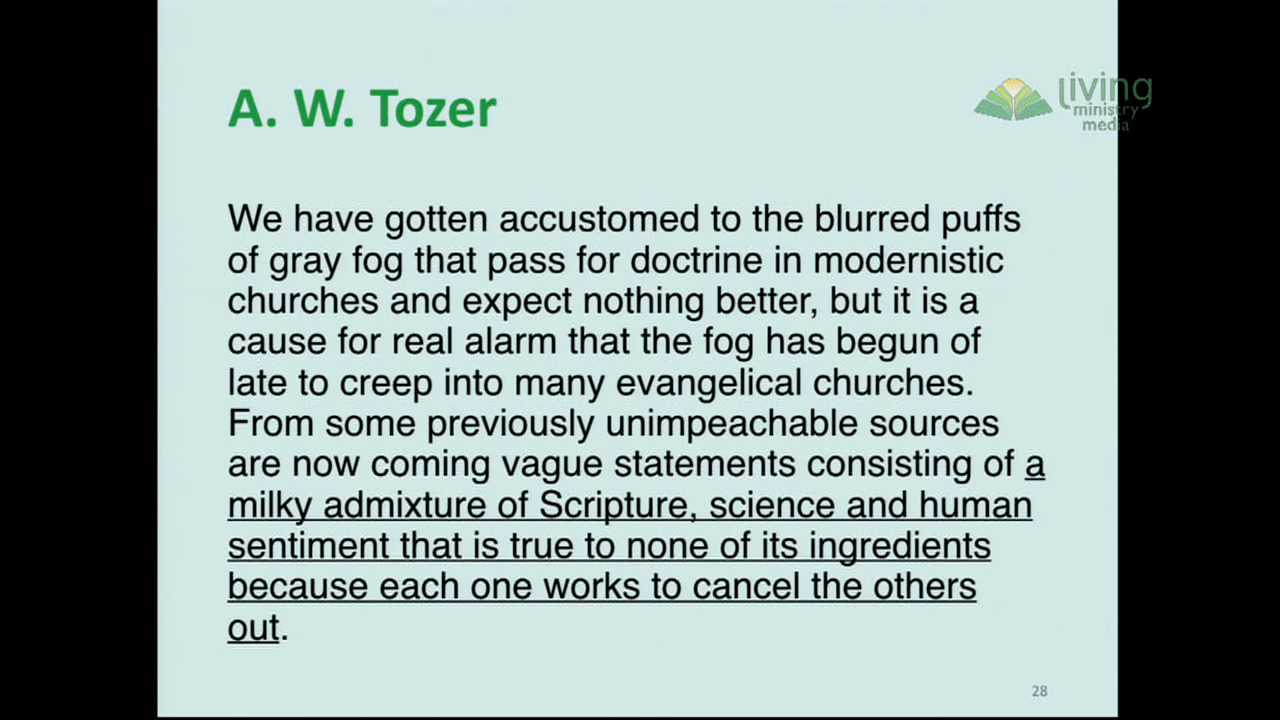 A. W. Tozer
living
ministry
media
We have gotten accustomed to the blurred puffs
of gray fog that pass for doctrine in modernistic
churches and expect nothing better, but it is a
cause for real alarm that the fog has begun of
late to creep into many evangelical churches.
From some previously unimpeachable sources
are now coming vague statements consisting of a
milky admixture of Scripture, science and human
sentiment that is true to none of its ingredients
because each one works to cancel the others
out.
28